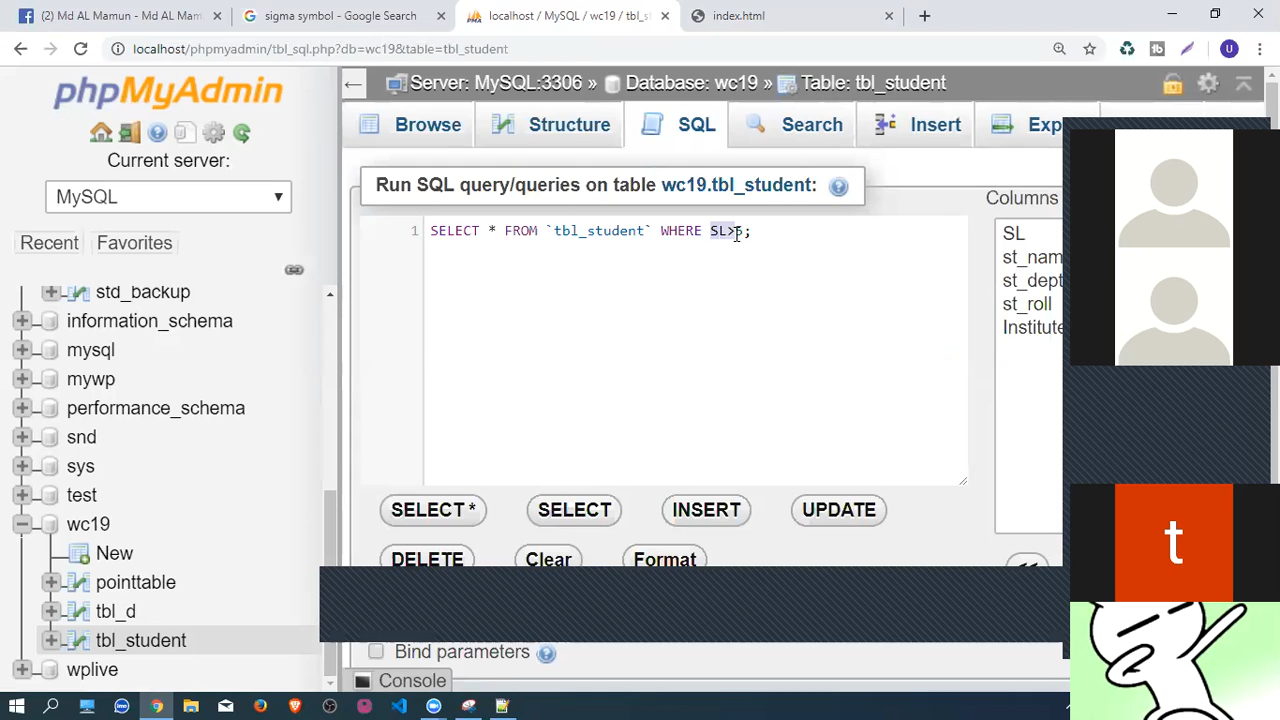 (2) Md AL Mamun - Md AL Mamun
sigma symbol - Google Search
localhost / MySQL / wc19 / tbl_st
index.html
localhost/phpmyadmin/tbl_sql.php?db=wc19&table=tbl_student
U
phpMyAdmin
Current server:
MySQL
Recent
Favorites
std_backup
information_schema
mysql
mywp
performance_schema
snd
sys
test
wc19
New
pointtable
tbl_d
tbl_student
wplive
Server: MySQL:3306 » Database: wc19 » Table: tbl_student
Browse
Structure
SQL
Search
Insert
Exp
Run SQL query/queries on table wc19.tbl_student:
1 SELECT * FROM `tbl_student` WHERE SL>
Columns
SL
st_nam
st_dept
st_roll
Institute
SELECT *
SELECT
INSERT
UPDATE
DELETE
Clear
Format
<<
Bind parameters
Console
t